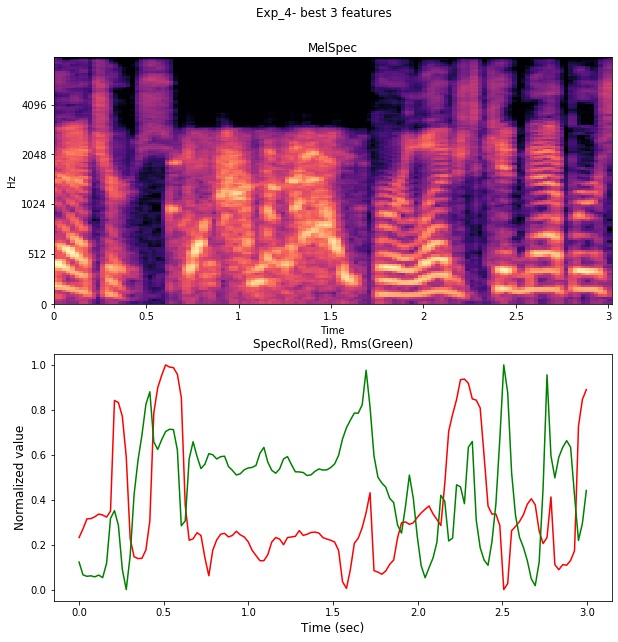 Exp_4- best 3 features
MelSpec
Hz
4096
2048
1024
512
0
0 0.5 1 1.5 2 2.5 3
Time
SpecRol(Red), Rms(Green)
Normalized value
1.0
0.8
0.6
0.4
0.2
0.0
0.0 0.5 1.0 1.5 2.0 2.5 3.0
Time (sec)